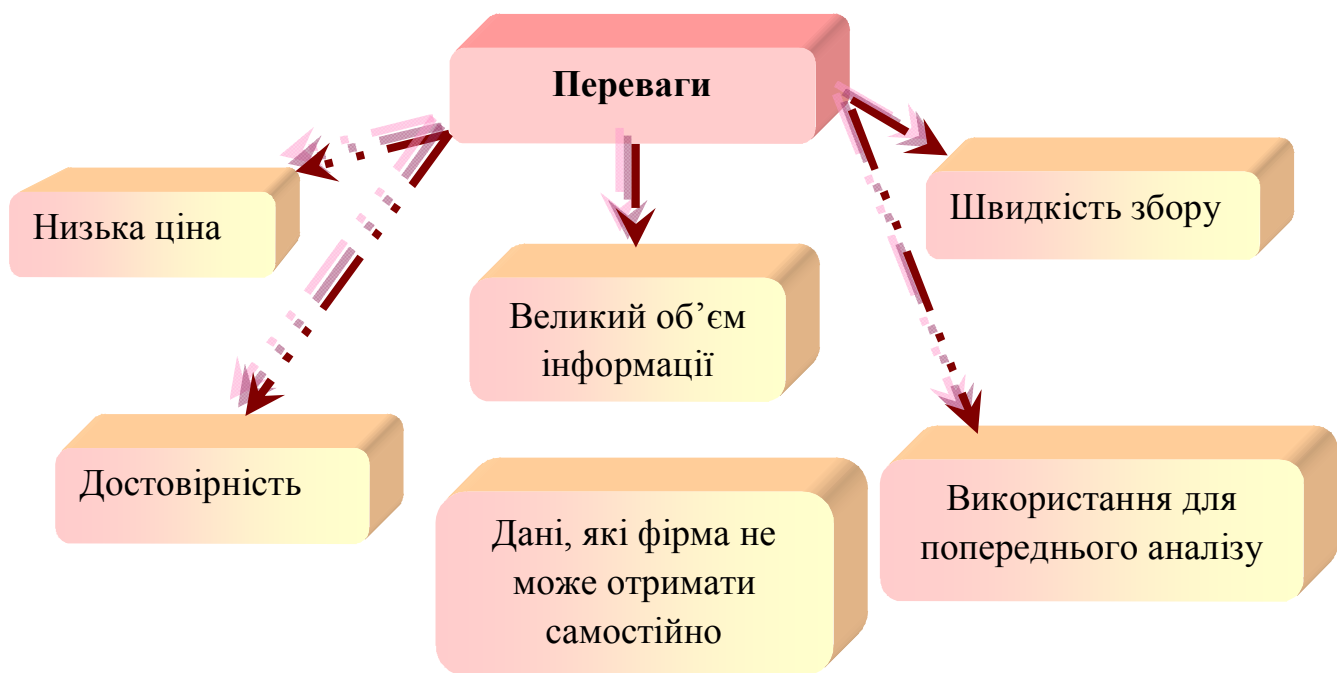 Переваги
Низька ціна
Швидкість збору
Великий об’єм
інформації
Достовірність
Дані, які фірма не
може отримати
самостійно
Використання для
попереднього аналізу